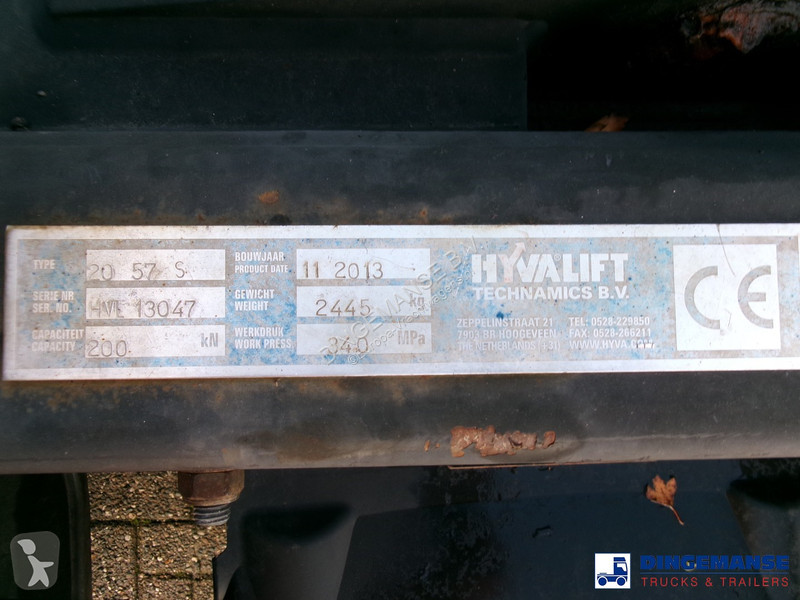 TYPE 20 57 S
BOUWJAAR PRODUCT DATE 11 2013
SERIE NR SER. NO. 13047
GEWICHT WEIGHT 2445 kg
CAPACITEIT CAPACITY 200 kN
WERKDRUK WORK PRESS 340 MPa
HYVALIFT
TECHNAMICS B.V.
ZEPPELINSTRAAT 21 TEL: 0528-229850
HOOGEVEEN FAX: 0528-266211
THE NETHERLANDS (+31) WWW.HYVA.COM
CE
DINGEMANSE
TRUCKS & TRAILERS